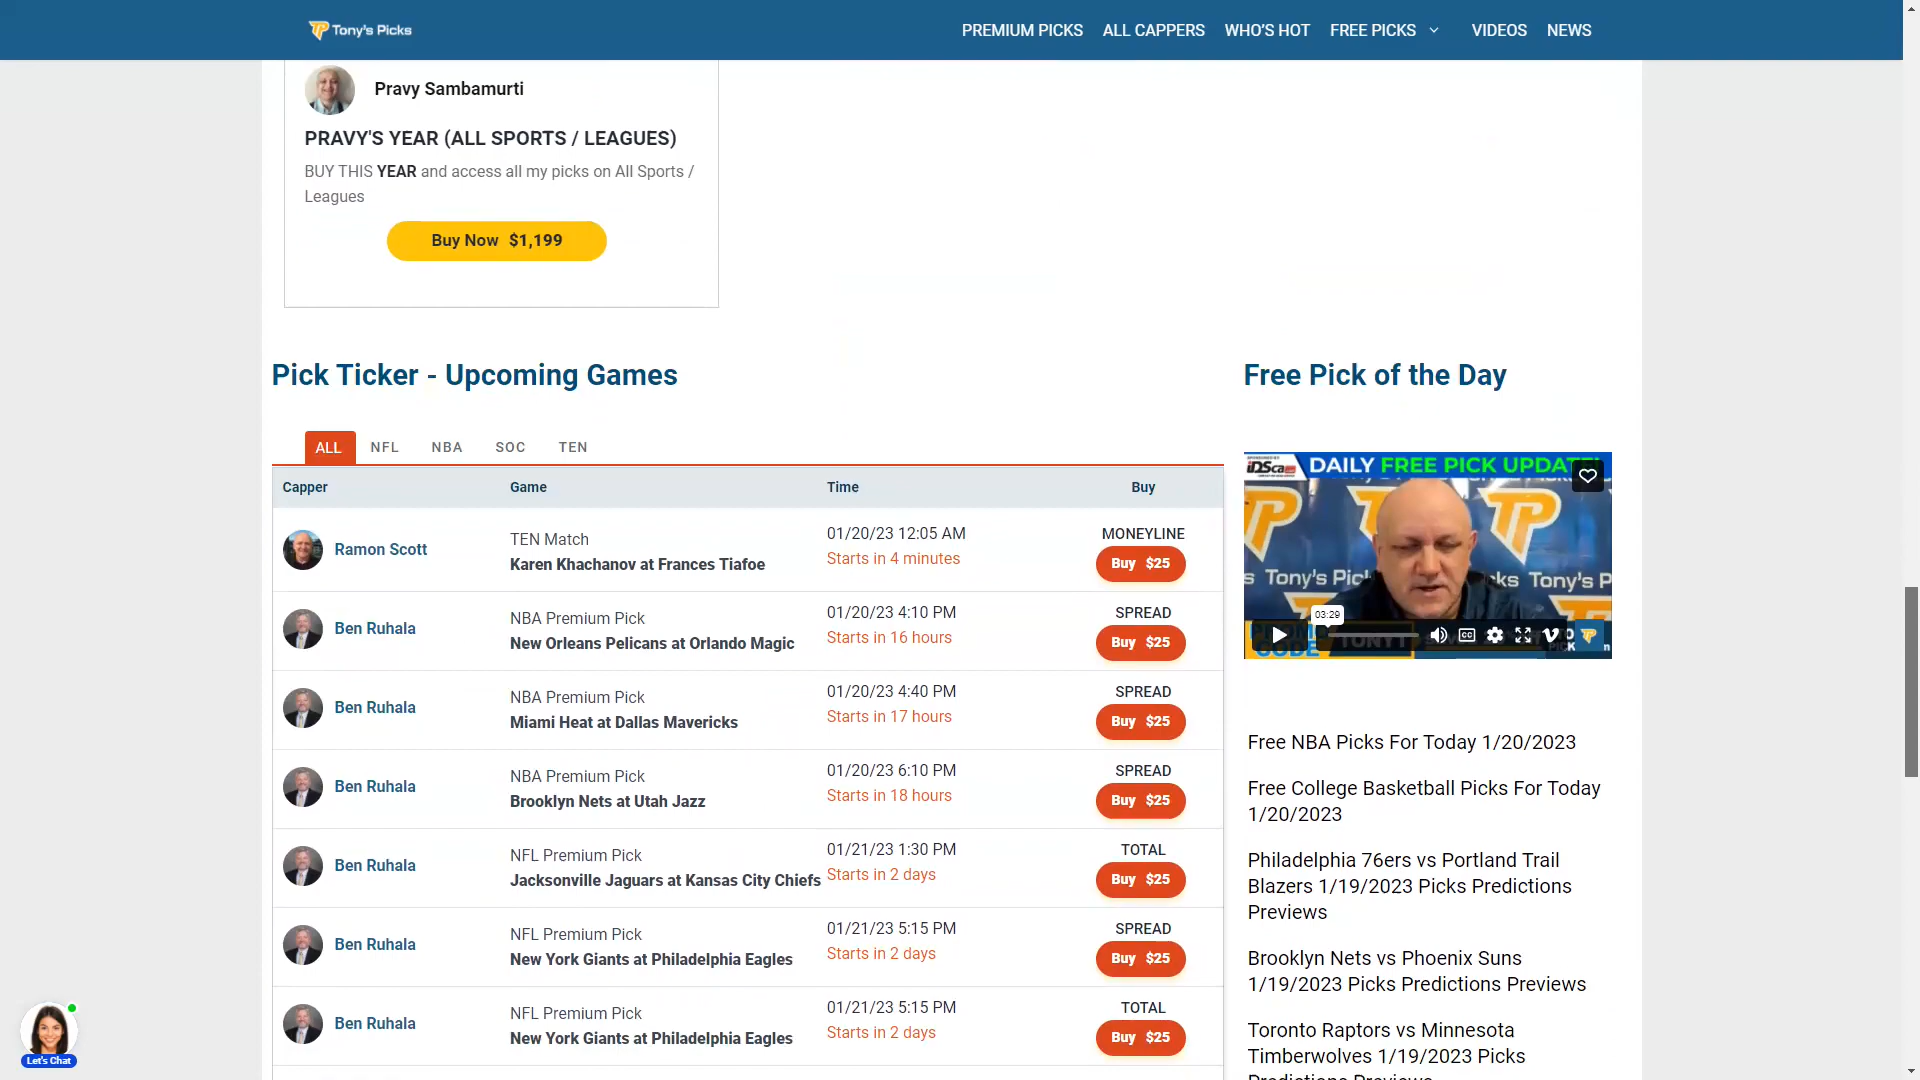 Tony's Picks
PREMIUM PICKS
ALL CAPPERS
WHO'S HOT
FREE PICKS
VIDEOS
NEWS
Pravy Sambamurti
PRAVY'S YEAR (ALL SPORTS / LEAGUES)
BUY THIS YEAR and access all my picks on All Sports /
Leagues
Buy Now $1,199
Pick Ticker - Upcoming Games
ALL
NFL
NBA
SOC
TEN
Capper
Game
Time
Buy
Ramon Scott
TEN Match
Karen Khachanov at Frances Tiafoe
01/20/23 12:05 AM
Starts in 4 minutes
MONEYLINE
Buy $25
Ben Ruhala
NBA Premium Pick
New Orleans Pelicans at Orlando Magic
01/20/23 4:10 PM
Starts in 16 hours
SPREAD
Buy $25
Ben Ruhala
NBA Premium Pick
Miami Heat at Dallas Mavericks
01/20/23 4:40 PM
Starts in 17 hours
SPREAD
Buy $25
Ben Ruhala
NBA Premium Pick
Brooklyn Nets at Utah Jazz
01/20/23 6:10 PM
Starts in 18 hours
SPREAD
Buy $25
Ben Ruhala
NFL Premium Pick
Jacksonville Jaguars at Kansas City Chiefs
01/21/23 1:30 PM
Starts in 2 days
TOTAL
Buy $25
Ben Ruhala
NFL Premium Pick
New York Giants at Philadelphia Eagles
01/21/23 5:15 PM
Starts in 2 days
SPREAD
Buy $25
Ben Ruhala
NFL Premium Pick
New York Giants at Philadelphia Eagles
01/21/23 5:15 PM
Starts in 2 days
TOTAL
Buy $25
Free Pick of the Day
DAILY FREE PICK UPDATE
03:29
CC
CODE
Free NBA Picks For Today 1/20/2023
Free College Basketball Picks For Today
1/20/2023
Philadelphia 76ers vs Portland Trail
Blazers 1/19/2023 Picks Predictions
Previews
Brooklyn Nets vs Phoenix Suns
1/19/2023 Picks Predictions Previews
Toronto Raptors vs Minnesota
Timberwolves 1/19/2023 Picks
Predictions Previews
Let's Chat